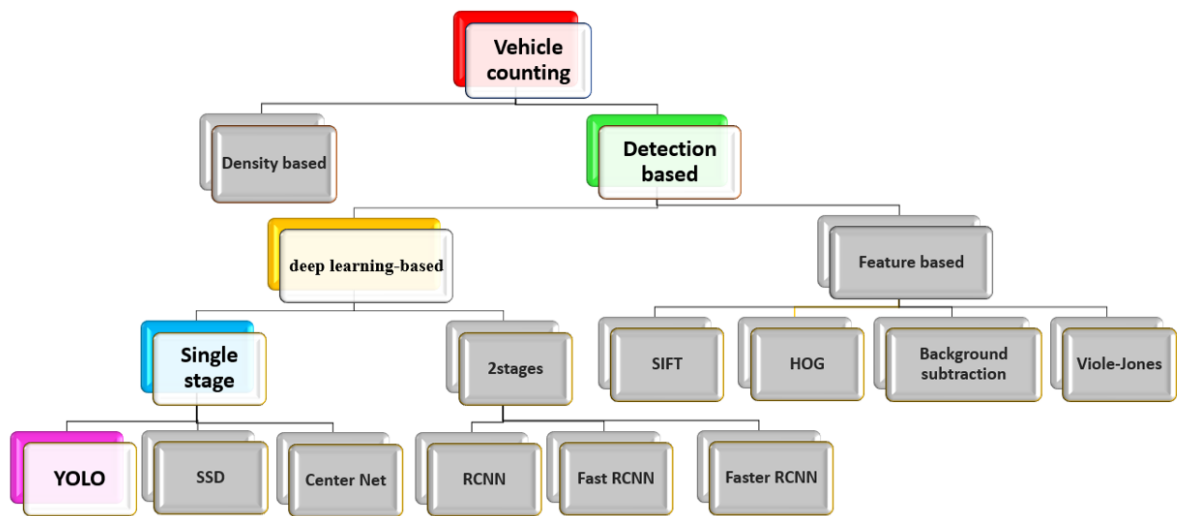 Vehicle
counting
Density based
Detection
based
deep learning-based
Feature based
Single
stage
2stages
SIFT
HOG
Background
subtraction
Viole-Jones
YOLO
SSD
Center Net
RCNN
Fast RCNN
Faster RCNN